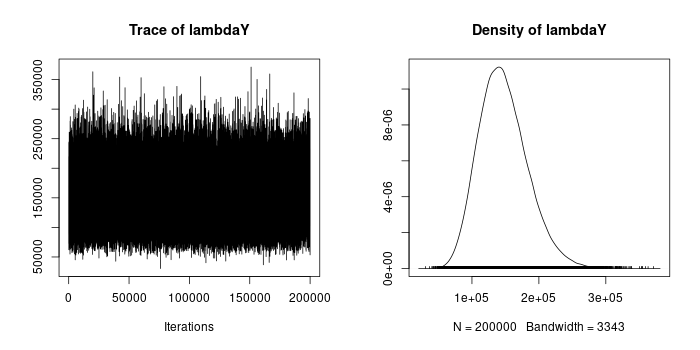 Trace of lambdaY
350000
250000
150000
50000
0 50000 100000 150000 200000
Iterations
Density of lambdaY
8e-06
4e-06
0e+00
1e+05 2e+05 3e+05
N = 200000 Bandwidth = 3343